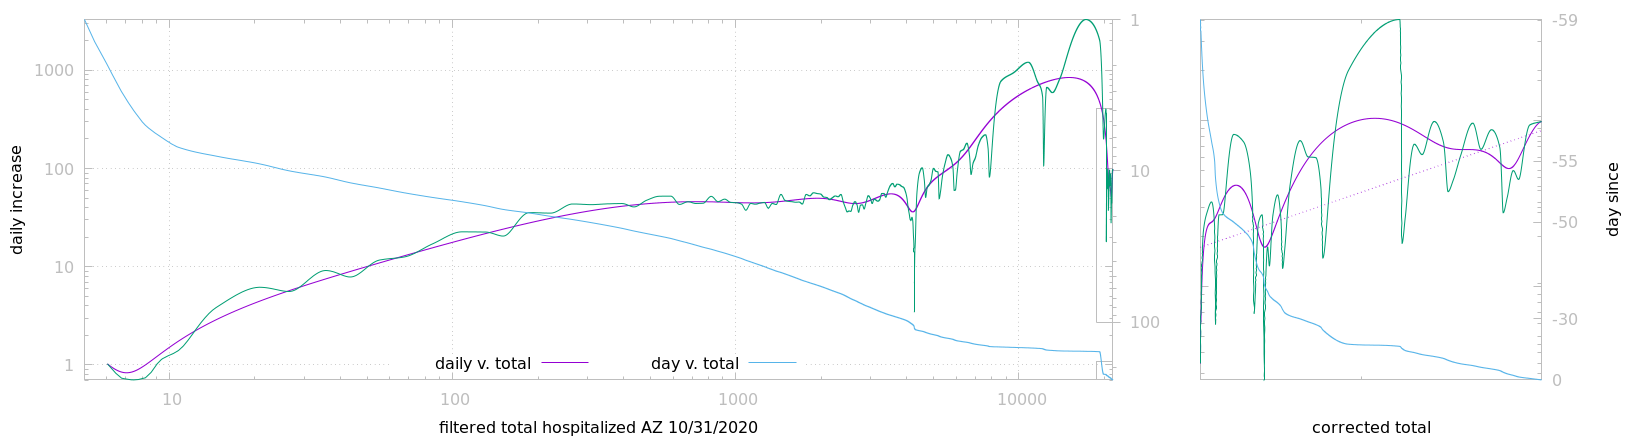 1 -59
1000
daily increase
100 10 -55
-50
day since
10
100 -30
1 daily v. total day v. total
0
10 100 1000 10000
filtered total hospitalized AZ 10/31/2020 corrected total